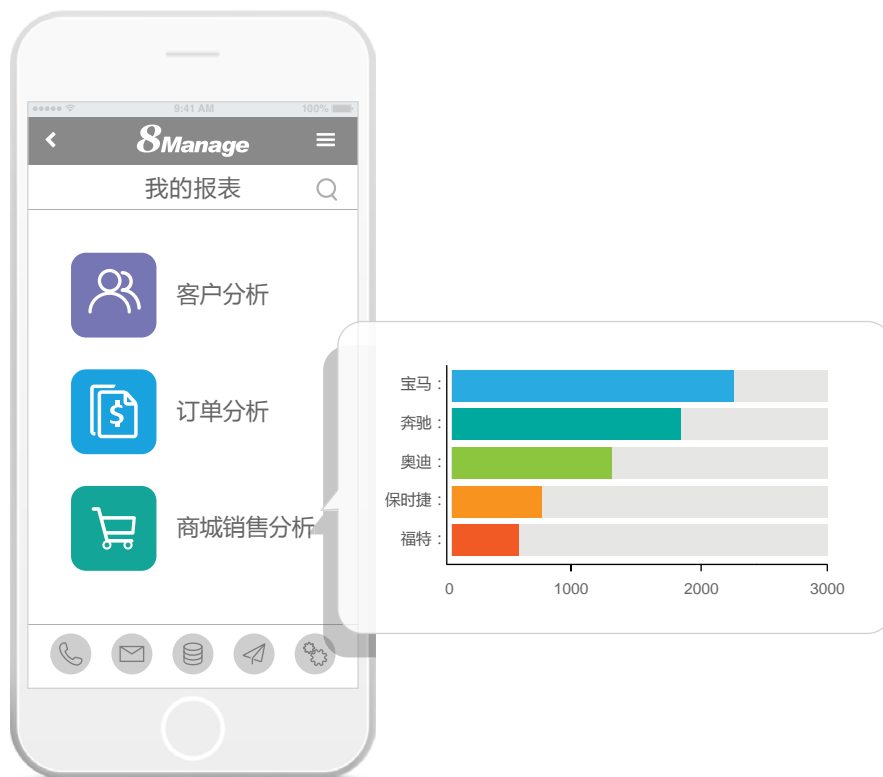 9:41 AM 100%
8Manage
我的报表
客户分析
订单分析
$
商城销售分析
宝马：
奔驰：
奥迪：
保时捷：
福特：
0 1000 2000 3000